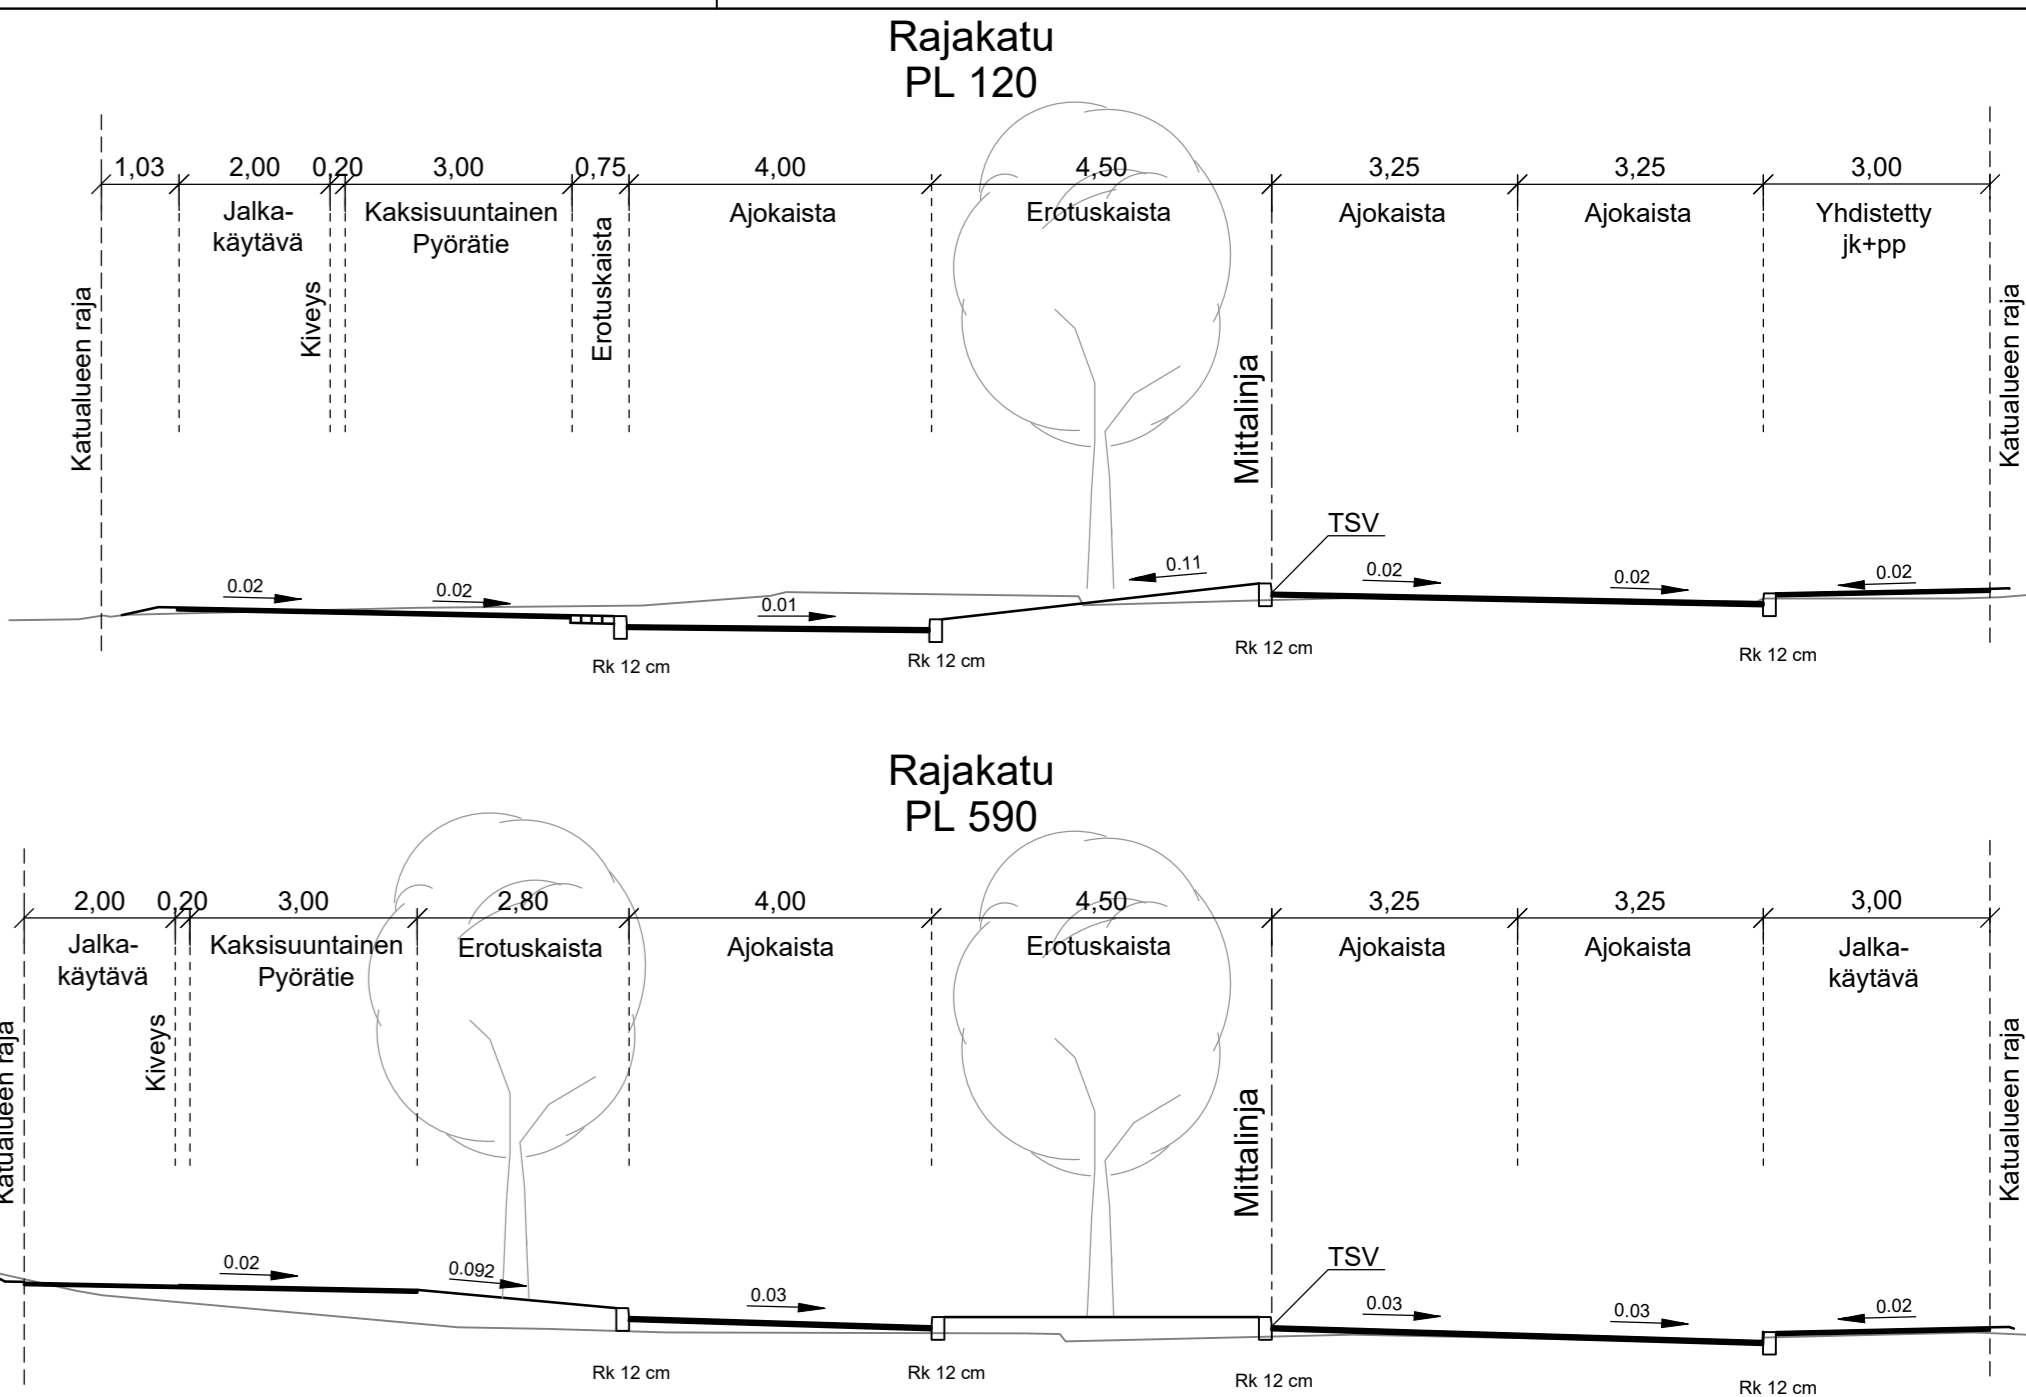 Rajakatu
PL 120
1,03 2,00 0,20 3,00 0,75 4,00 4,50 3,25 3,25 3,00
Jalka-
käytävä
Kaksisuuntainen
Pyörätie
Ajokaista
Erotuskaista
Ajokaista
Ajokaista
Yhdistetty
jk+pp
Katualueen raja
Kiveys
Erotuskaista
Mittalinja
Katualueen raja
TSV
0.02 0.02 0.01 0.11 0.02 0.02 0.02
Rk 12 cm Rk 12 cm Rk 12 cm Rk 12 cm
Rajakatu
PL 590
2,00 0,20 3,00 2,80 4,00 4,50 3,25 3,25 3,00
Jalka-
käytävä
Kaksisuuntainen
Pyörätie
Erotuskaista
Ajokaista
Erotuskaista
Ajokaista
Ajokaista
Jalka-
käytävä
Katualueen raja
Kiveys
Mittalinja
Katualueen raja
TSV
0.02 0.092 0.03 0.03 0.03 0.02
Rk 12 cm Rk 12 cm Rk 12 cm Rk 12 cm